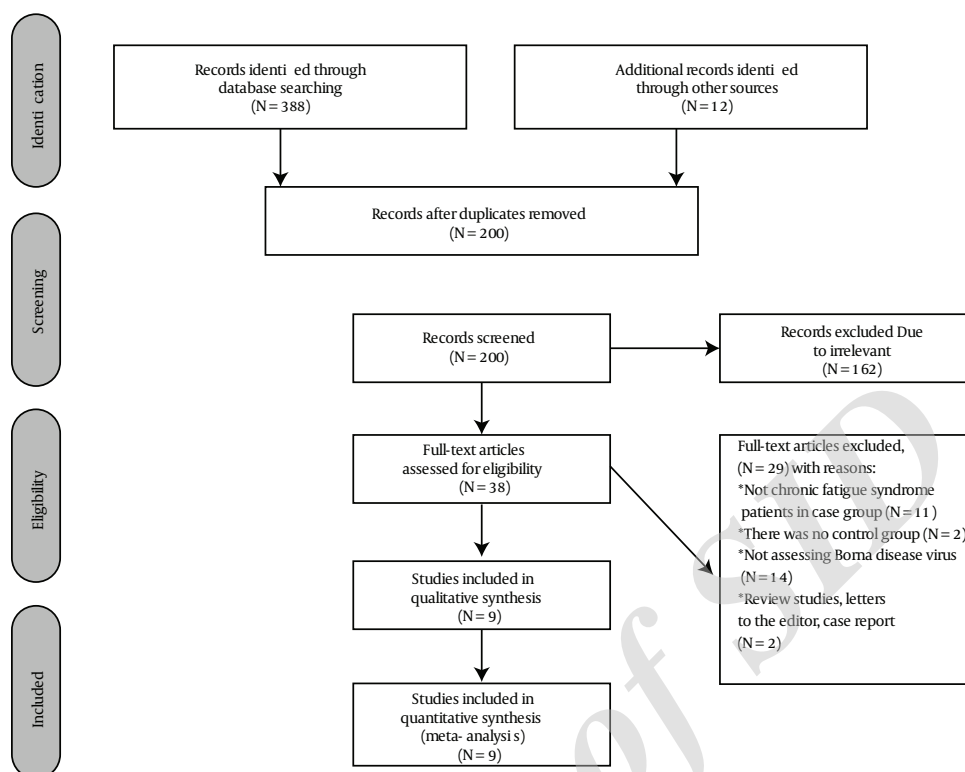 Identi cation
Records identi ed through
database searching
(N = 388)
Additional records identi ed
through other sources
(N = 12)
Records after duplicates removed
(N = 200)
Screening
Records screened
(N = 200)
Records excluded Due
to irrelevant
(N = 162)
Eligibility
Full-text articles
assessed for eligibility
(N = 38)
Full-text articles excluded,
(N = 29) with reasons:
*Not chronic fatigue syndrome
patients in case group (N = 11)
*There was no control group (N = 2)
*Not assessing Borna disease virus
(N = 14)
*Review studies, letters
to the editor, case report
(N = 2)
Studies included in
qualitative synthesis
(N = 9)
Included
Studies included in
quantitative synthesis
(meta- analysi s)
(N = 9)
of SID